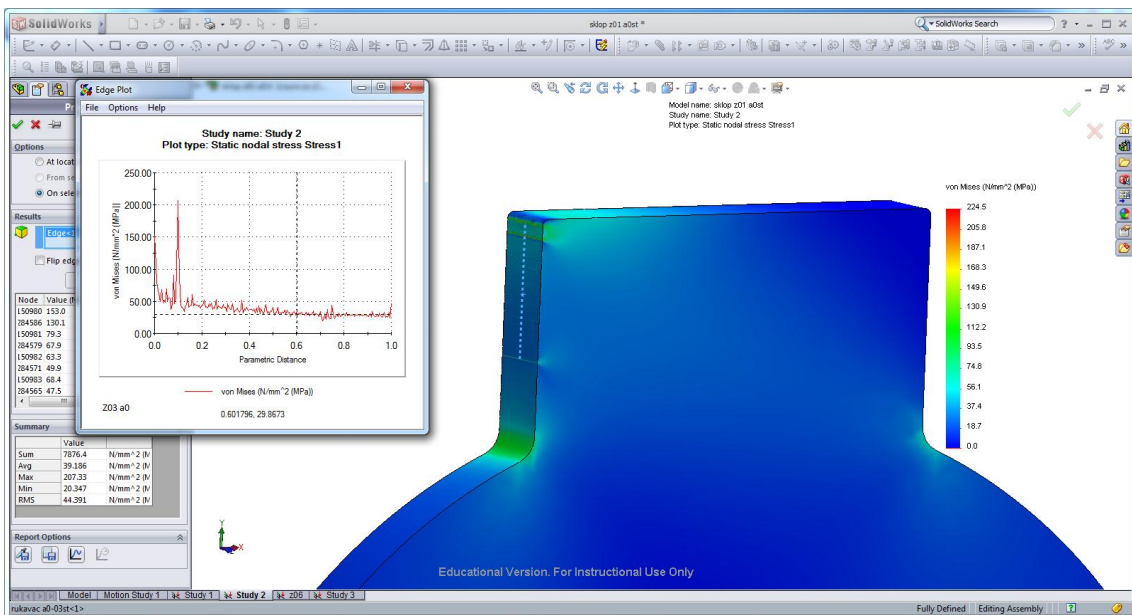 SolidWorks
sklop z01 a0st *
SolidWorks Search
Edge Plot
File Options Help
Study name: Study 2
Plot type: Static nodal stress Stress1
von Mises (N/mm^2 (MPa))
250.00
200.00
150.00
100.00
50.00
0.00
0.0 0.2 0.4 0.6 0.8 1.0
Parametric Distance
von Mises (N/mm^2 (MPa))
Z03 a0
0.601796, 29.8673
Options
At locat
From se
On sele
Results
Edge<1
Flip edg
Node Value (N
150980 153.0
284586 130.1
150981 79.3
284579 67.9
150982 63.3
284571 49.9
150983 68.4
284565 47.5
Summary
Value
Sum 7876.4 N/mm^2 (M
Avg 39.186 N/mm^2 (M
Max 207.33 N/mm^2 (M
Min 20.347 N/mm^2 (M
RMS 44.391 N/mm^2 (M
Report Options
Model name: sklop z01 a0st
Study name: Study 2
Plot type: Static nodal stress Stress1
von Mises (N/mm^2 (MPa))
224.5
205.8
187.1
168.3
149.6
130.9
112.2
93.5
74.8
56.1
37.4
18.7
0.0
Y
X
Educational Version. For Instructional Use Only
Model Motion Study 1 Study 1 Study 2 z06 Study 3
rukavac a0-03st<1>
Fully Defined Editing Assembly